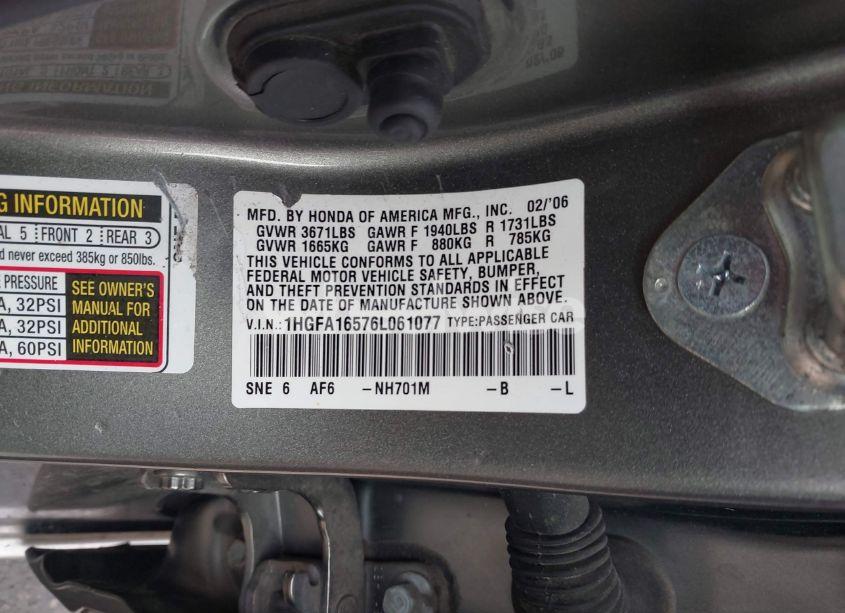 G INFORMATION
AL 5 FRONT 2 REAR 3
d never exceed 385kg or 850lbs.
PRESSURE
A, 32PSI
A, 32PSI
A, 60PSI
SEE OWNER'S
MANUAL FOR
ADDITIONAL
INFORMATION
MFD. BY HONDA OF AMERICA MFG., INC. 02/'06
GVWR 3671LBS GAWR F 1940LBS R 1731LBS
GVWR 1665KG GAWR F 880KG R 785KG
THIS VEHICLE CONFORMS TO ALL APPLICABLE
FEDERAL MOTOR VEHICLE SAFETY, BUMPER,
AND THEFT PREVENTION STANDARDS IN EFFECT
ON THE DATE OF MANUFACTURE SHOWN ABOVE.
V.I.N.: 1HGFA16576L061077 TYPE:PASSENGER CAR
SNE 6 AF6 -NH701M -B -L